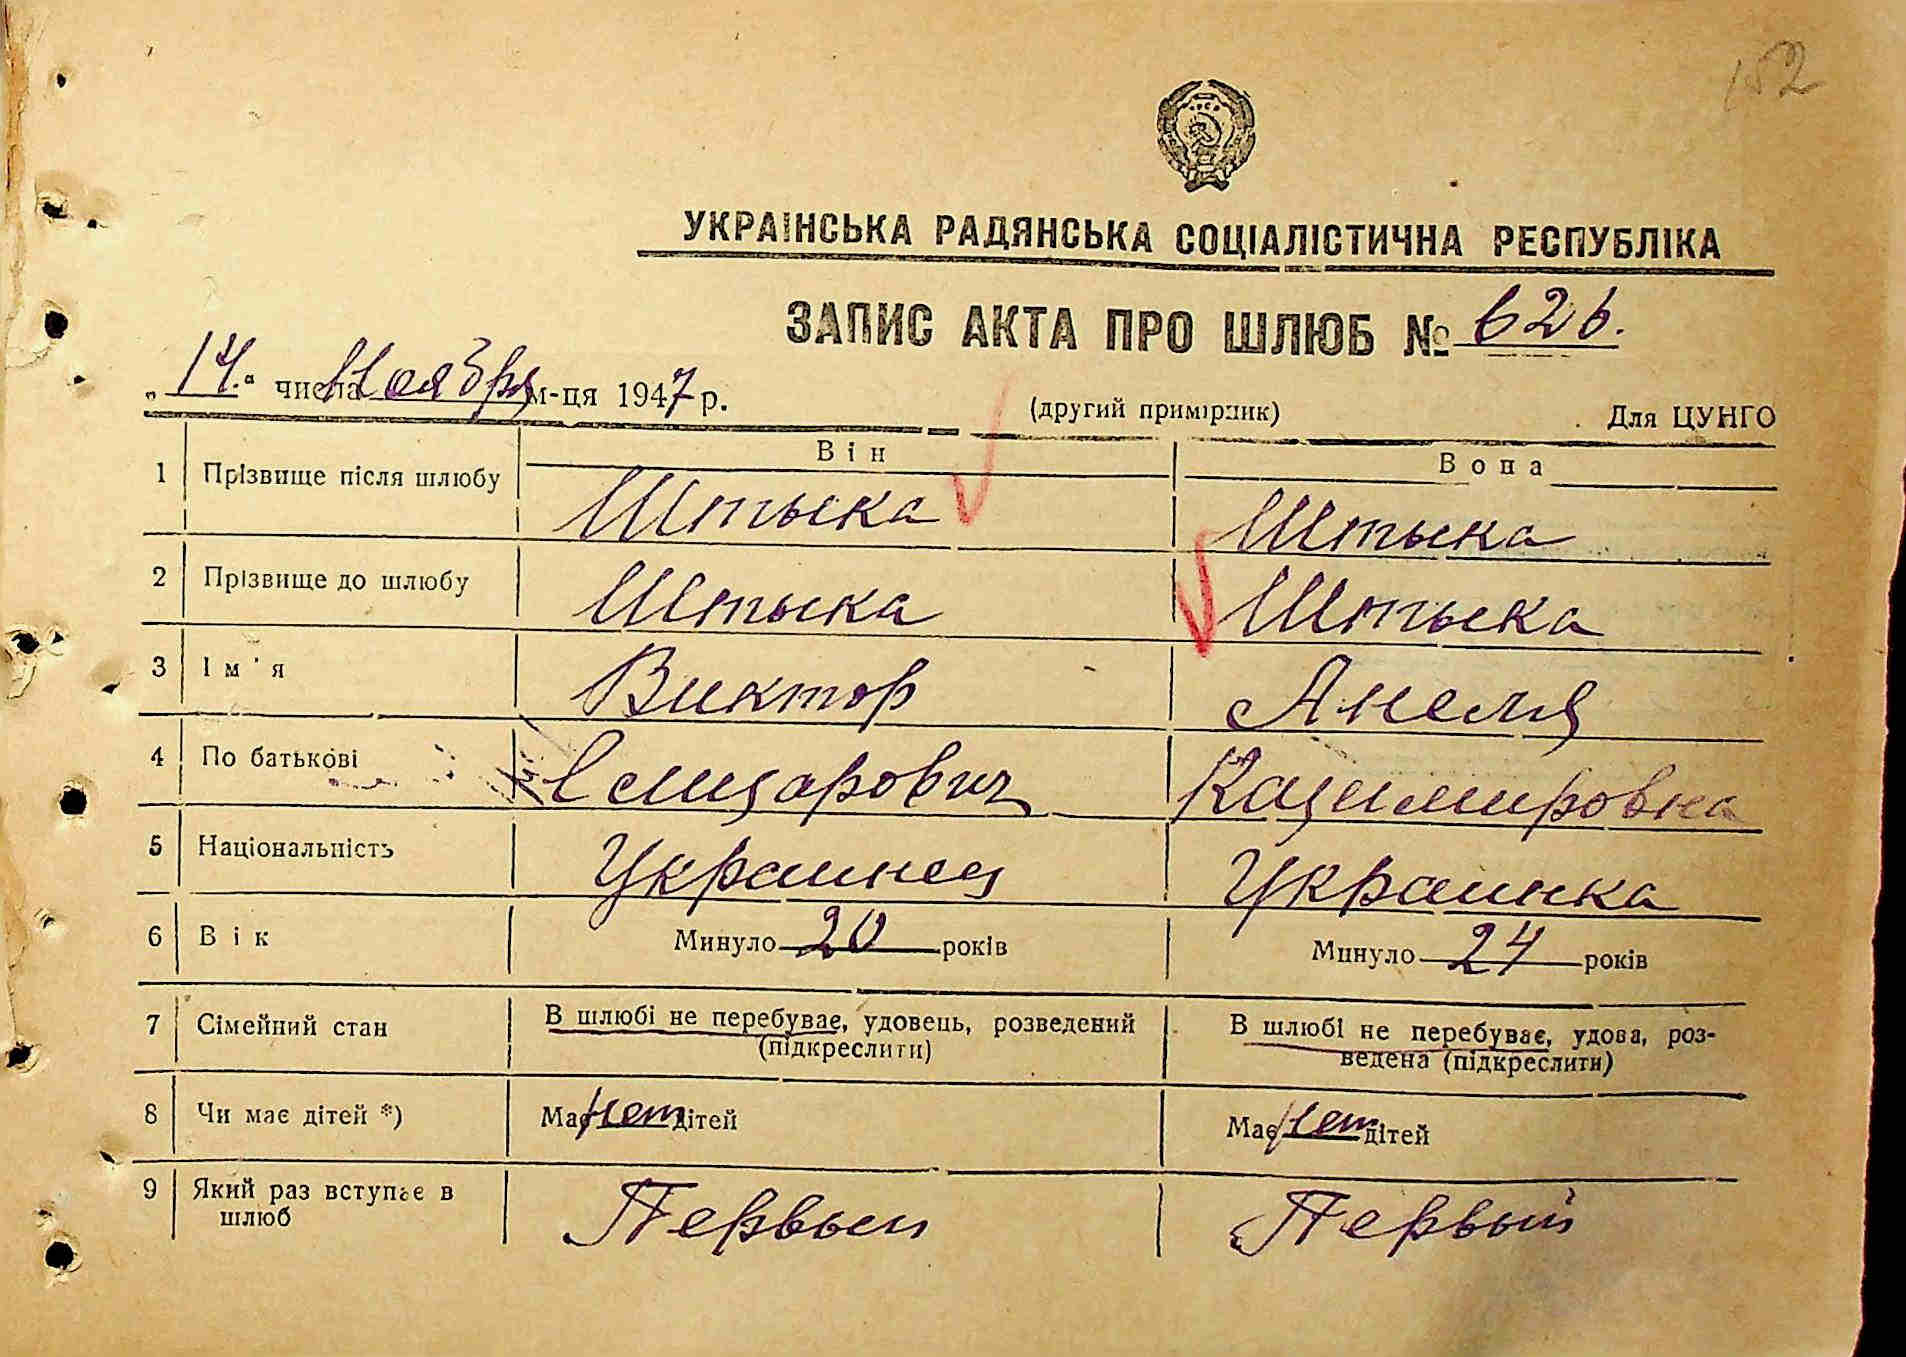 152
УКРАЇНСЬКА РАДЯНСЬКА СОЦІАЛІСТИЧНА РЕСПУБЛІКА
ЗАПИС АКТА ПРО ШЛЮБ № 626.
„14.“ числа Ноября м-ця 1947 р. (другий примірник) Для ЦУНГО
Він Вона
1 Прізвище після шлюбу Штыка Штыка
2 Прізвище до шлюбу Штыка Штыка
3 Ім'я Виктор Анеля
4 По батькові Казимировна
5 Національність Украинец Украинка
6 Вік Минуло 20 років Минуло 24 років
7 Сімейний стан В шлюбі не перебуває, удовець, розведений В шлюбі не перебуває, удова, роз-
(підкреслити) ведена (підкреслити)
8 Чи має дітей *) Має нет дітей Має нет дітей
9 Який раз вступає в Первый Первый
шлюб